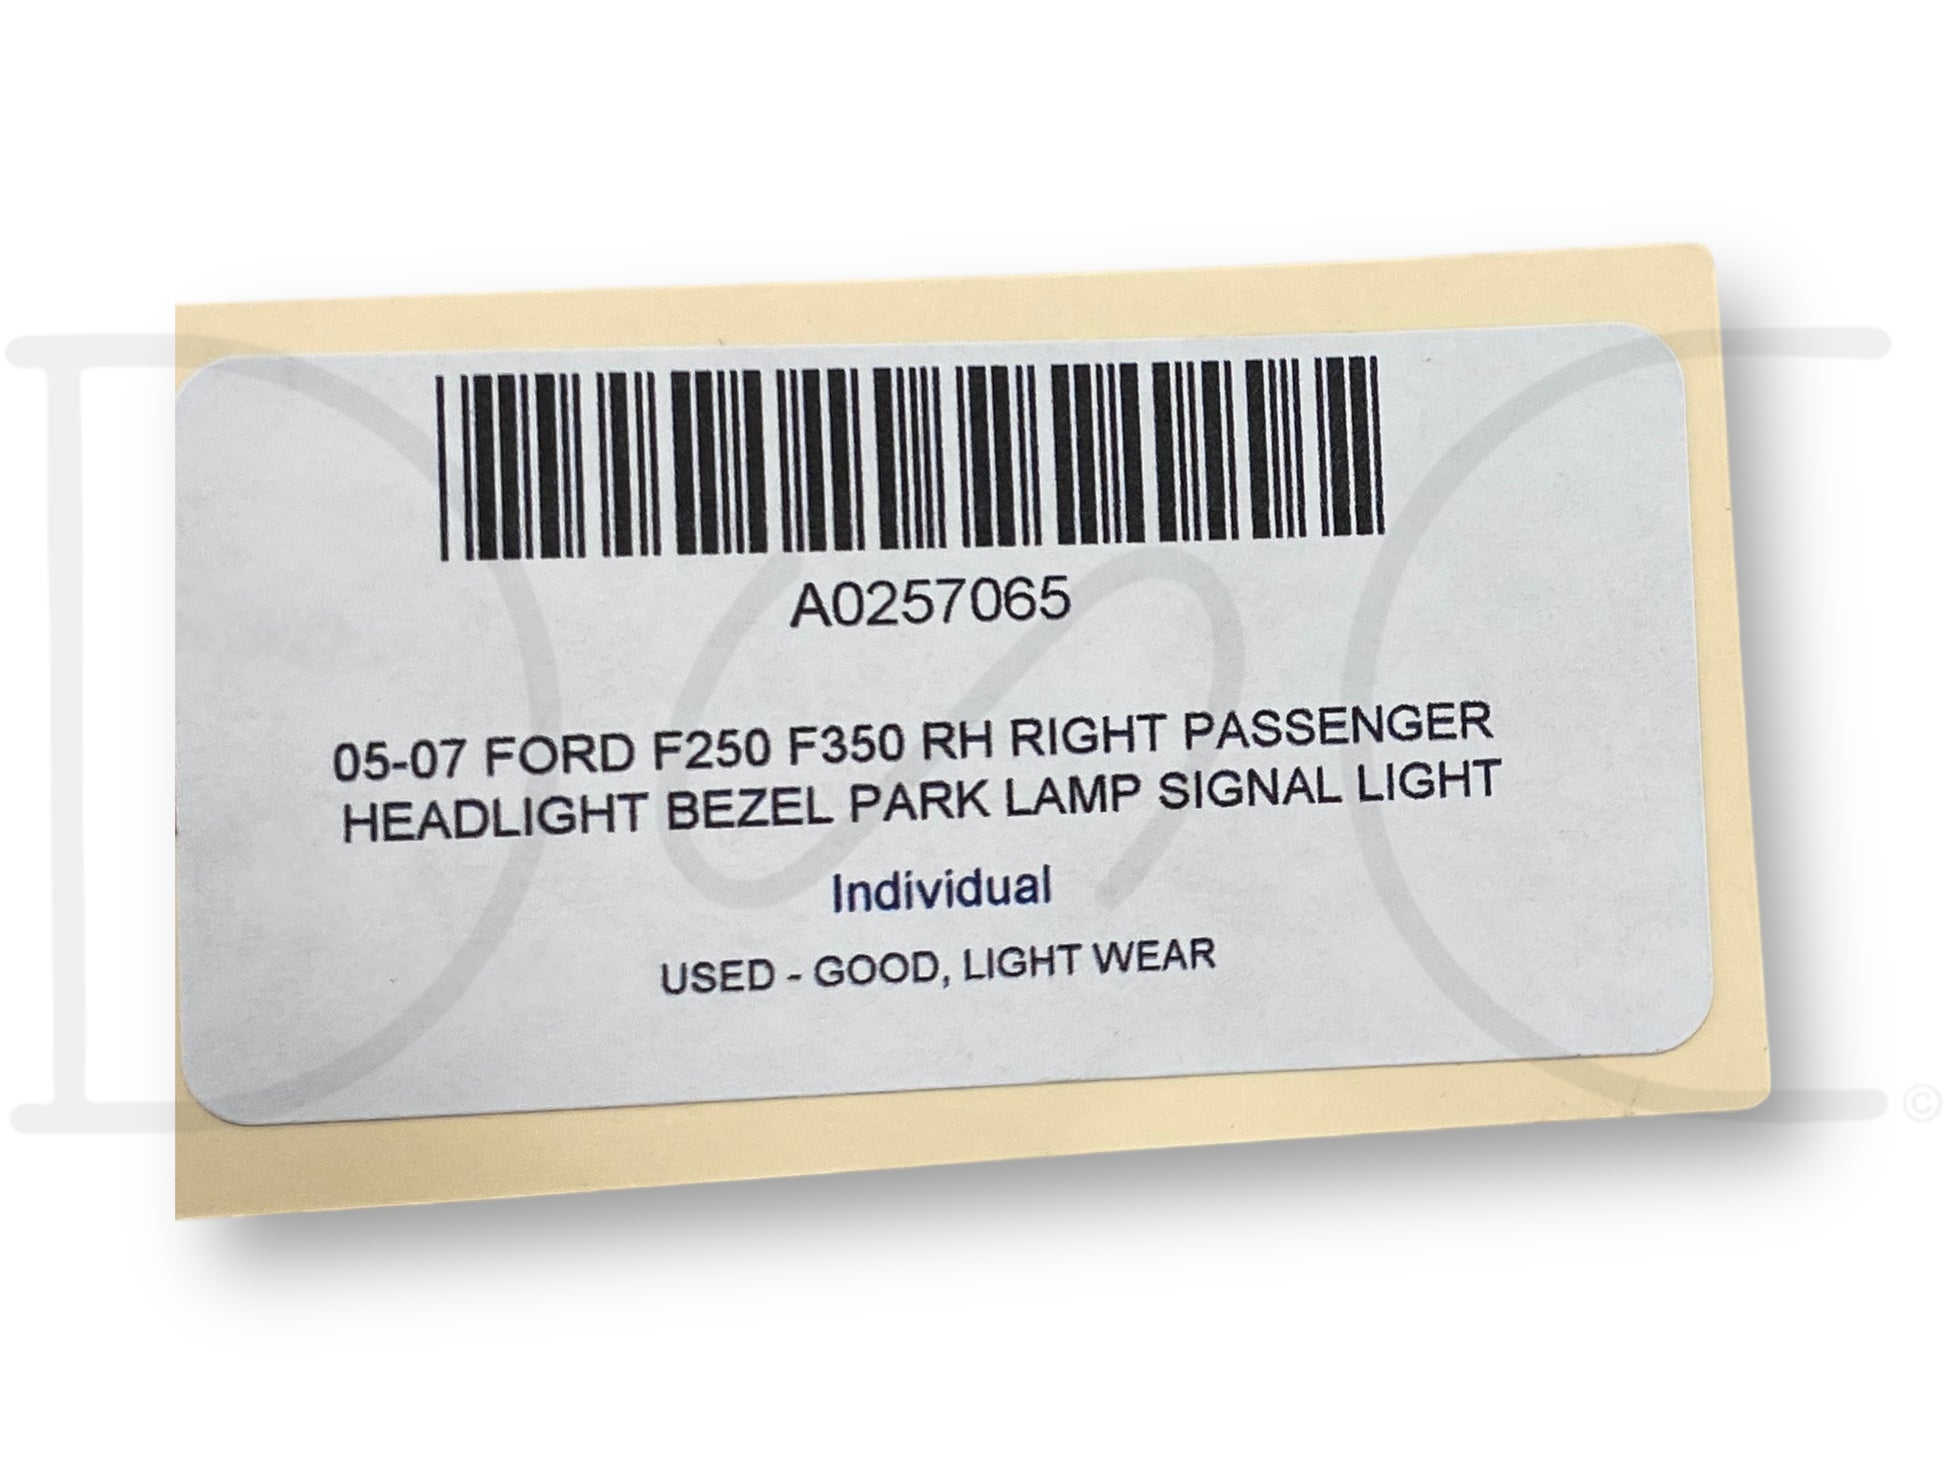 A0257065
05-07 FORD F250 F350 RH RIGHT PASSENGER
HEADLIGHT BEZEL PARK LAMP SIGNAL LIGHT
Individual
USED - GOOD, LIGHT WEAR
©